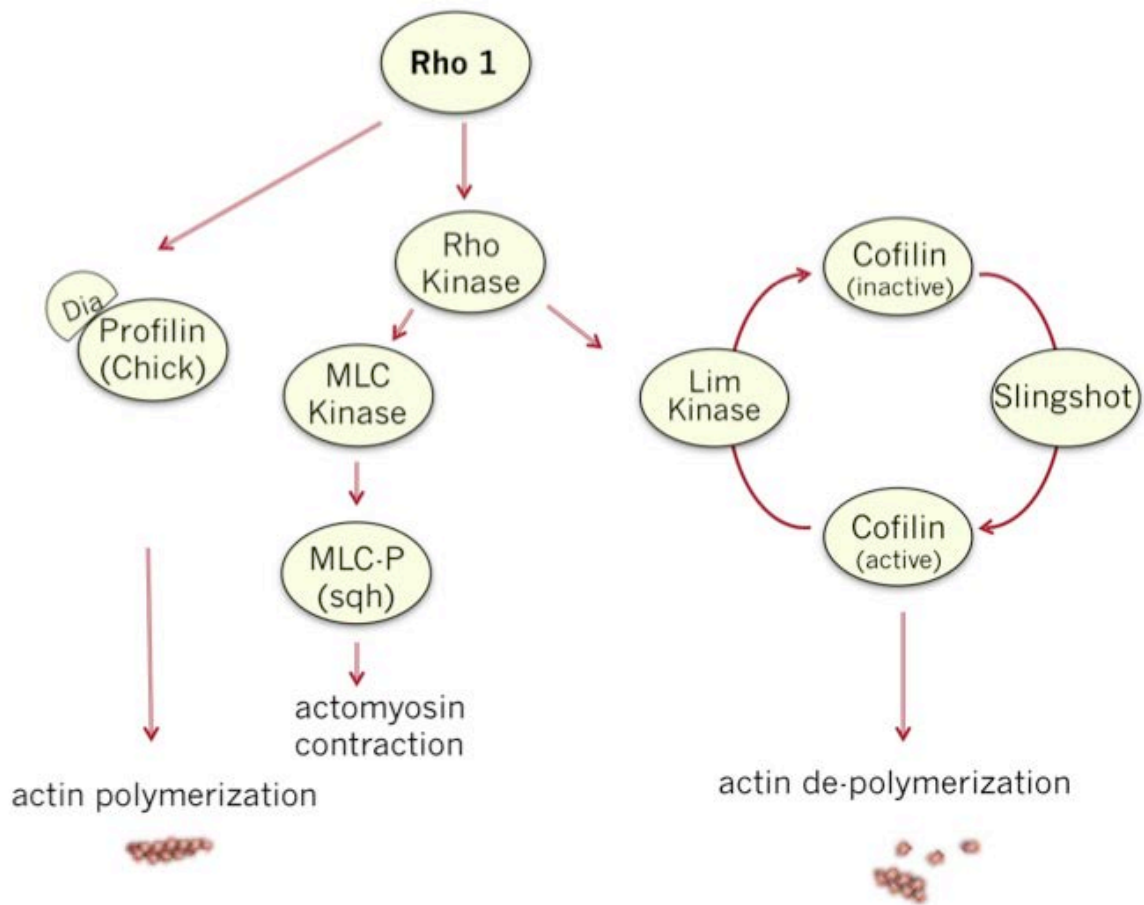 Rho 1
Rho
Kinase
Dia
Profilin
(Chick)
MLC
Kinase
MLC-P
(sqh)
actomyosin
contraction
actin polymerization
Cofilin
(inactive)
Lim
Kinase
Slingshot
Cofilin
(active)
actin de-polymerization